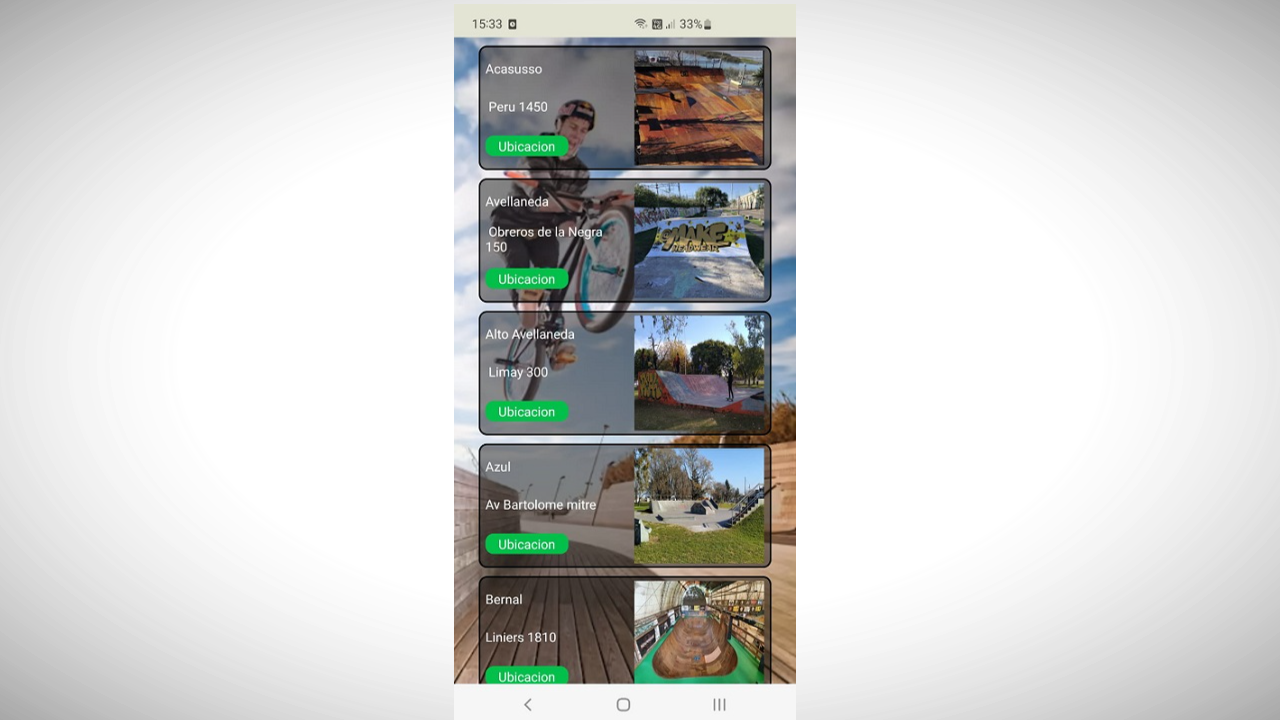 15:33
33%
Acasusso
Peru 1450
Ubicacion
Avellaneda
Obreros de la Negra
150
Ubicacion
MAKE
Alto Avellaneda
Limay 300
Ubicacion
Azul
Av Bartolome mitre
Ubicacion
Bernal
Liniers 1810
Ubicacion